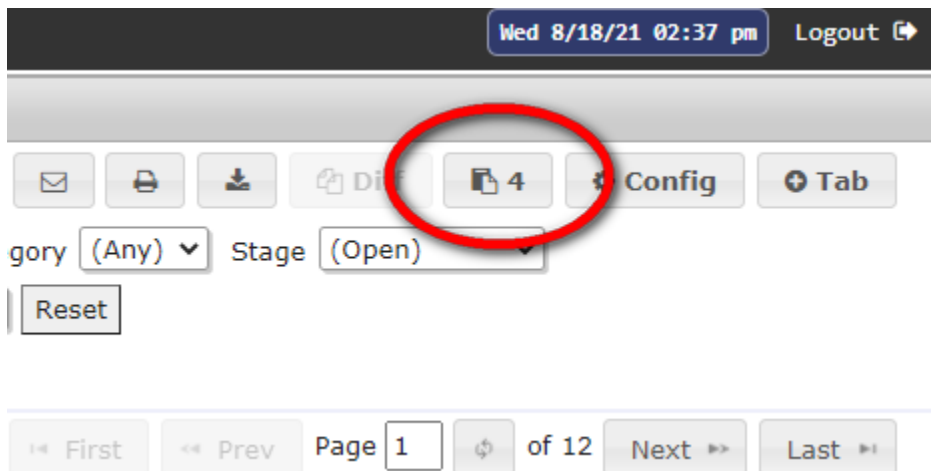 Wed 8/18/21 02:37 pm Logout
Diff 4 Config Tab
gory (Any) Stage (Open)
Reset
First Prev Page 1 of 12 Next Last